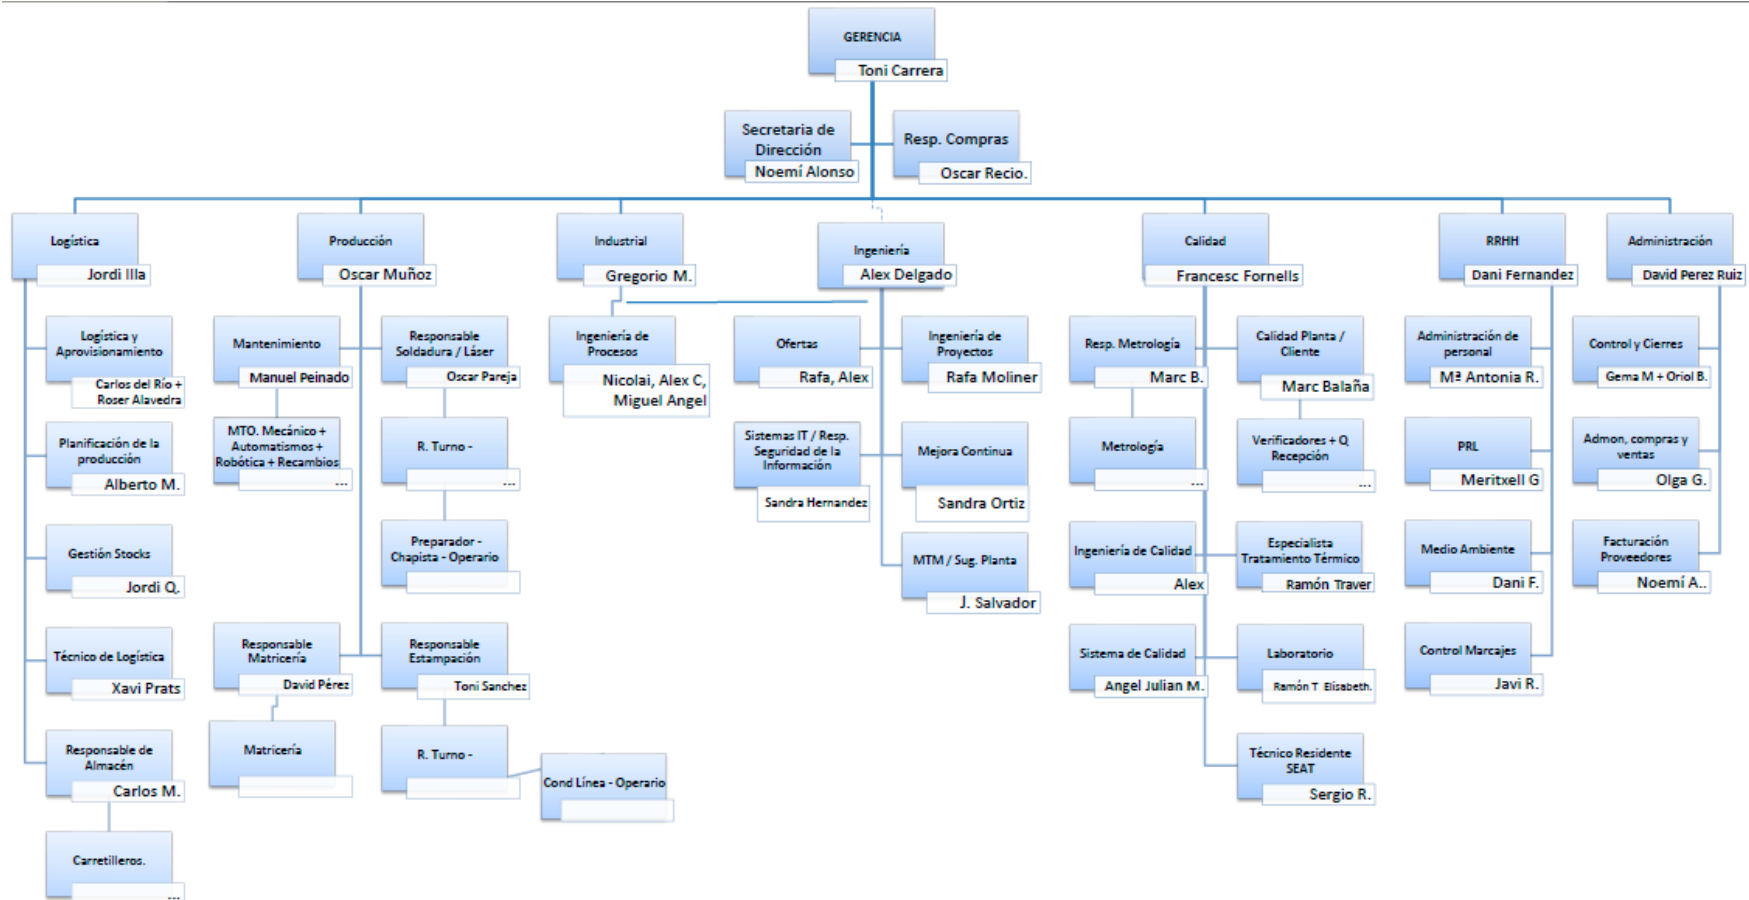 GERENCIA
Toni Carrera
Secretaria de
Dirección
Noemí Alonso
Resp. Compras
Oscar Recio.
Logística
Jordi Illa
Producción
Oscar Muñoz
Industrial
Gregorio M.
Ingeniería
Alex Delgado
Calidad
Francesc Fornells
RRHH
Dani Fernandez
Administración
David Perez Ruiz
Logística y
Aprovisionamiento
Carlos del Río +
Roser Alavedra
Mantenimiento
Manuel Peinado
Responsable
Soldadura / Láser
Oscar Pareja
Ingeniería de
Procesos
Nicolai, Alex C,
Miguel Angel
Ofertas
Rafa, Alex
Ingeniería de
Proyectos
Rafa Moliner
Resp. Metrología
Marc B.
Calidad Planta /
Cliente
Marc Balaña
Administración de
personal
Mª Antonia R.
Control y Cierres
Gema M + Oriol B.
Planificación de la
producción
Alberto M.
MTO. Mecánico +
Automatismos +
Robótica + Recambios
...
R. Turno -
...
Sistemas IT / Resp.
Seguridad de la
Información
Sandra Hernandez
Mejora Continua
Sandra Ortiz
Metrología
...
Verificadores + Q
Recepción
...
PRL
Meritxell G
Admon, compras y
ventas
Olga G.
Gestión Stocks
Jordi Q.
Preparador -
Chapista - Operario
MTM / Sug. Planta
J. Salvador
Ingeniería de Calidad
Alex
Especialista
Tratamiento Térmico
Ramón Traver
Medio Ambiente
Dani F.
Facturación
Proveedores
Noemí A..
Técnico de Logística
Xavi Prats
Responsable
Matricería
David Pérez
Responsable
Estampación
Toni Sanchez
Sistema de Calidad
Angel Julian M.
Laboratorio
Ramón T Elisabeth.
Control Marcajes
Javi R.
Responsable de
Almacén
Carlos M.
Matricería
R. Turno -
Cond Línea - Operario
Técnico Residente
SEAT
Sergio R.
Carretilleros.
...